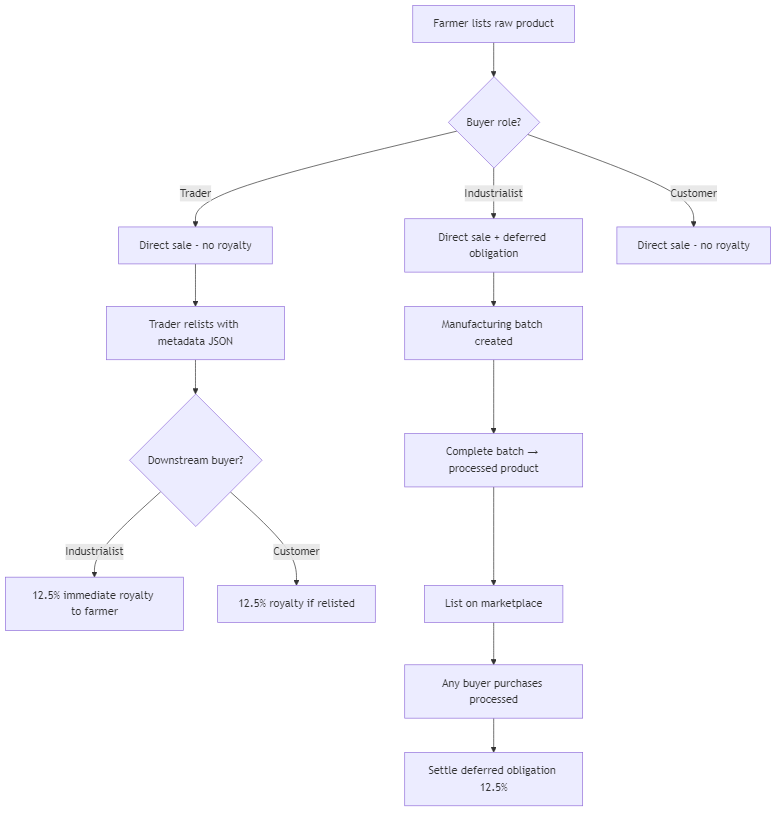 Farmer lists raw product
Buyer role?
Trader
Industrialist
Customer
Direct sale - no royalty
Direct sale + deferred
obligation
Direct sale - no royalty
Trader relists with
metadata JSON
Manufacturing batch
created
Downstream buyer?
Complete batch →
processed product
Industrialist
Customer
12.5% immediate royalty
to farmer
12.5% royalty if relisted
List on marketplace
Any buyer purchases
processed
Settle deferred obligation
12.5%